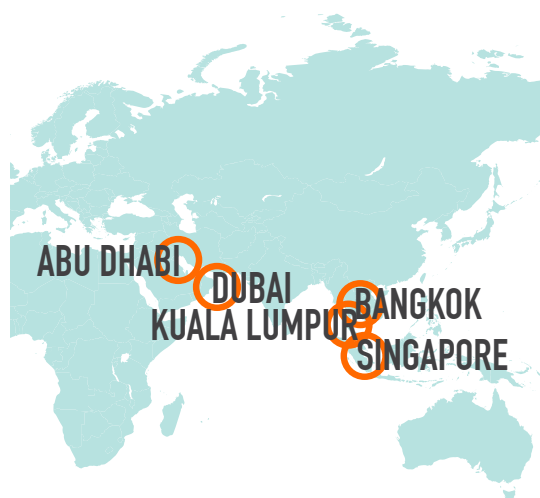 ABU DHABI
DUBAI
BANGKOK
KUALA LUMPUR
SINGAPORE